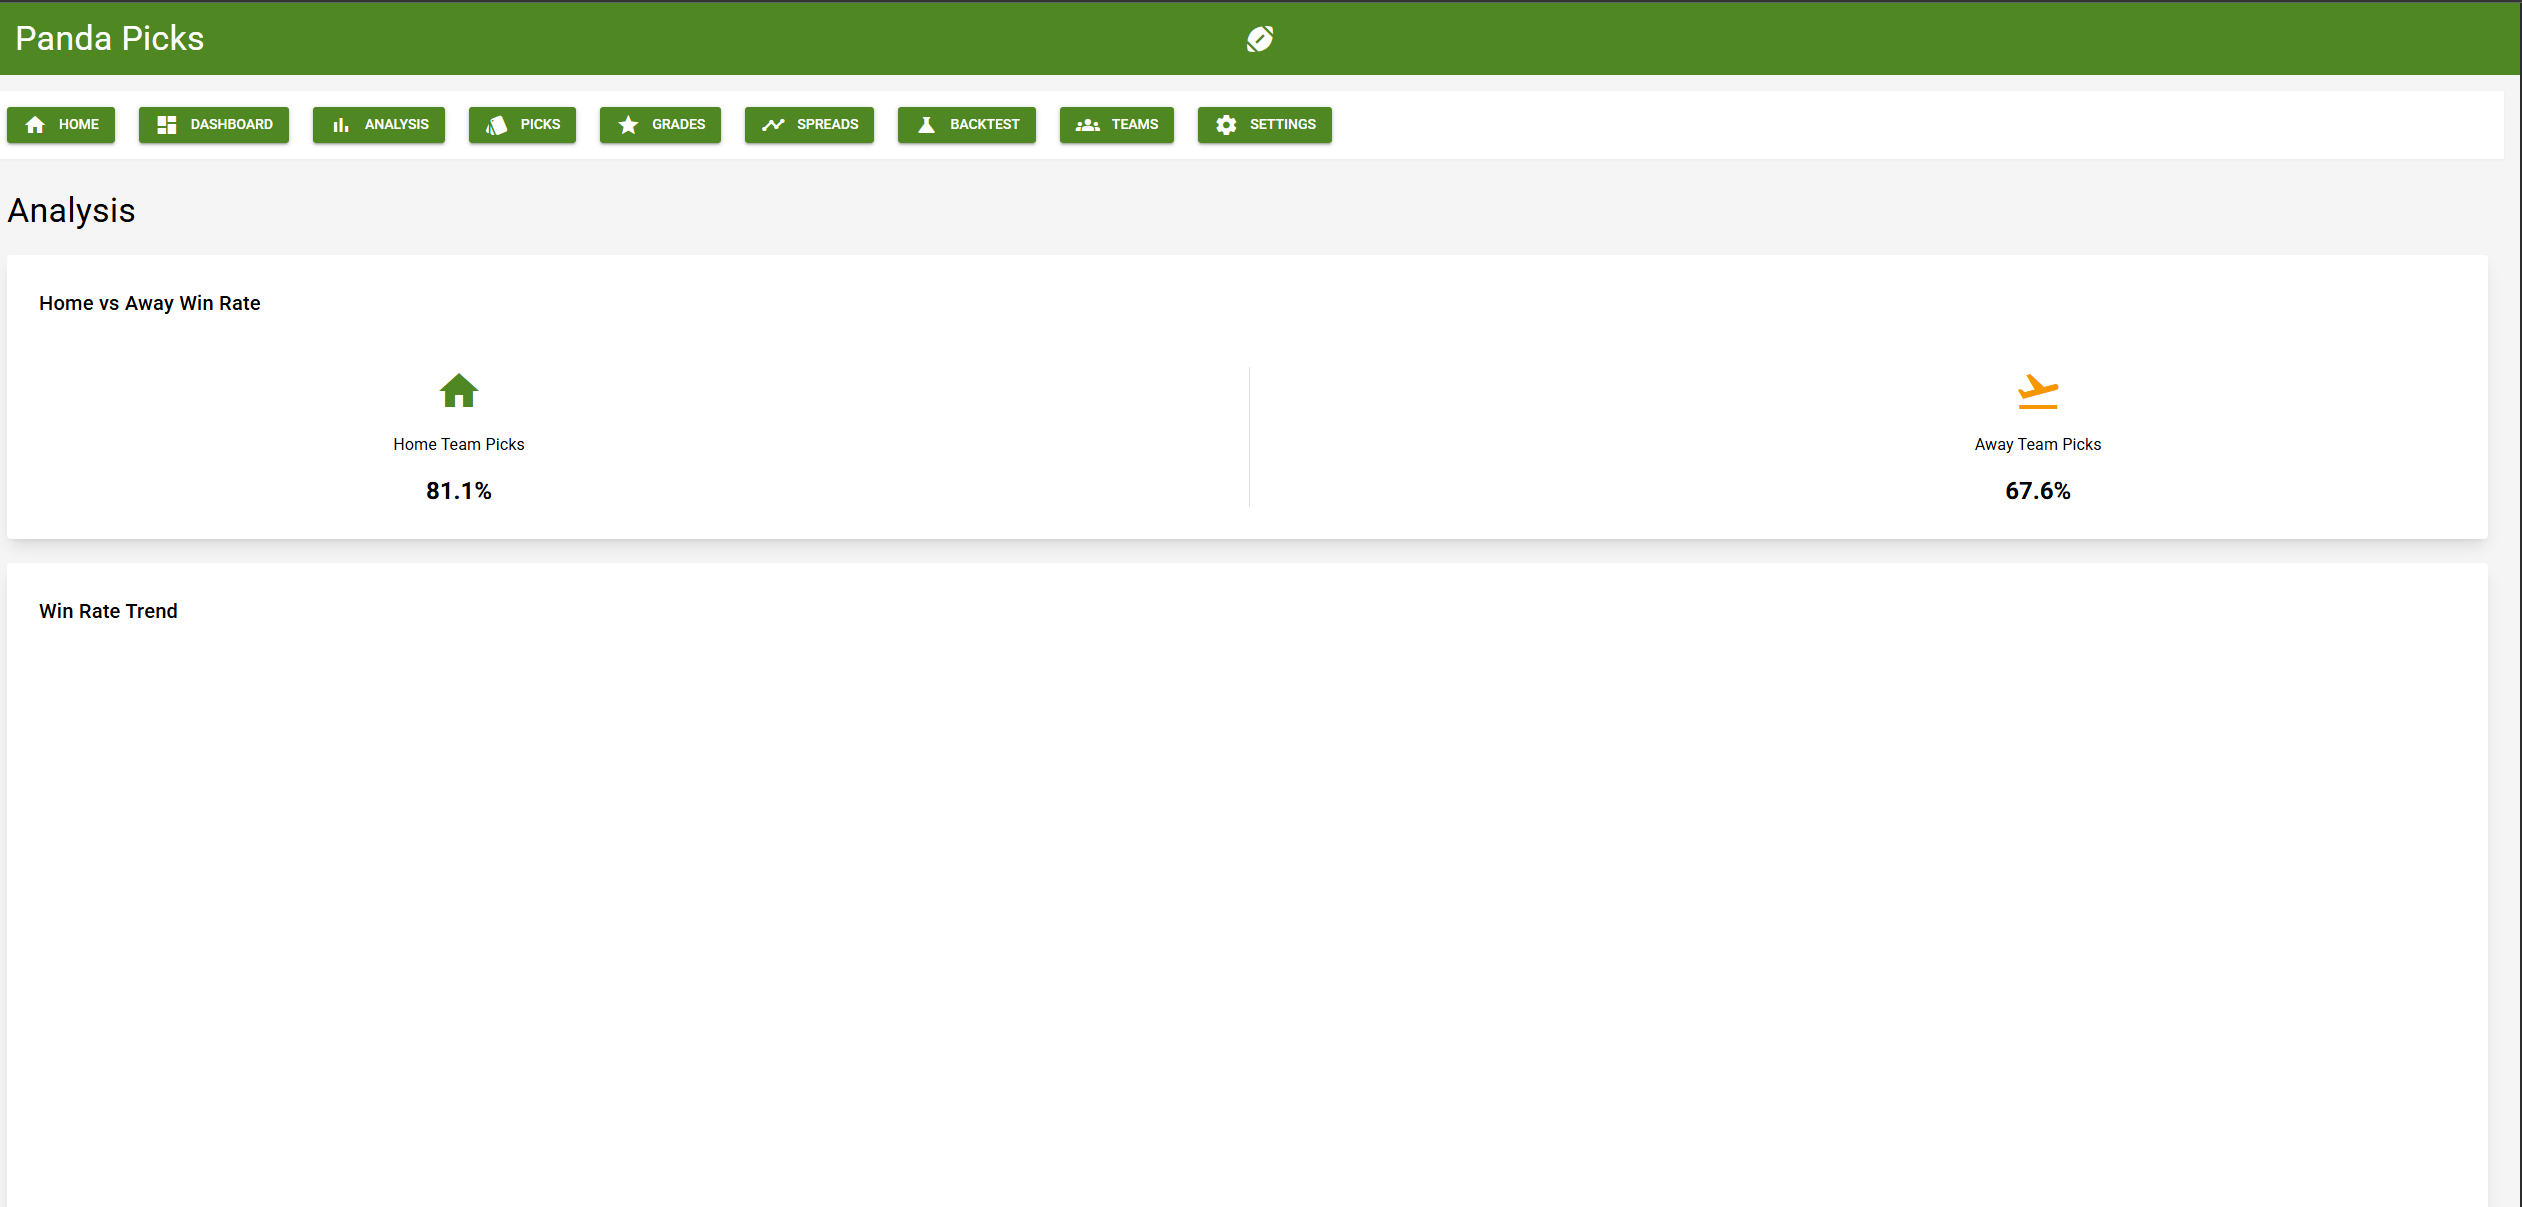 Panda Picks
HOME DASHBOARD ANALYSIS PICKS GRADES SPREADS BACKTEST TEAMS SETTINGS
Analysis
Home vs Away Win Rate
Home Team Picks
81.1%
Away Team Picks
67.6%
Win Rate Trend